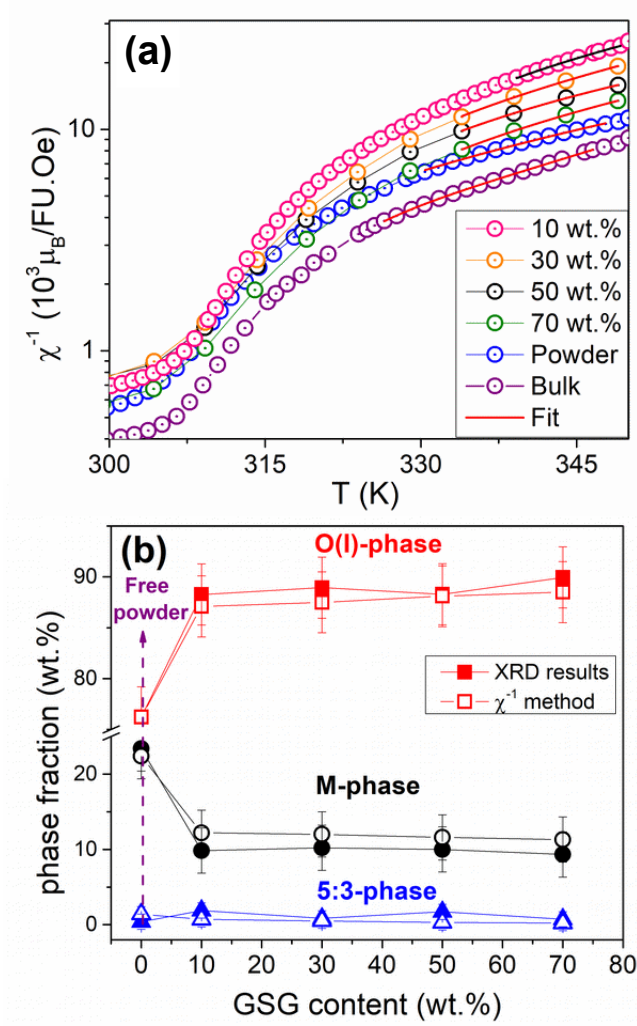 (a)
χ⁻¹ (10³μ_B/FU.Oe)
10
1
10 wt.%
30 wt.%
50 wt.%
70 wt.%
Powder
Bulk
Fit
300
315
330
345
T (K)
(b)
O(I)-phase
Free
powder
XRD results
χ⁻¹ method
M-phase
5:3-phase
phase fraction (wt.%)
90
80
20
10
0
0
10
20
30
40
50
60
70
80
GSG content (wt.%)